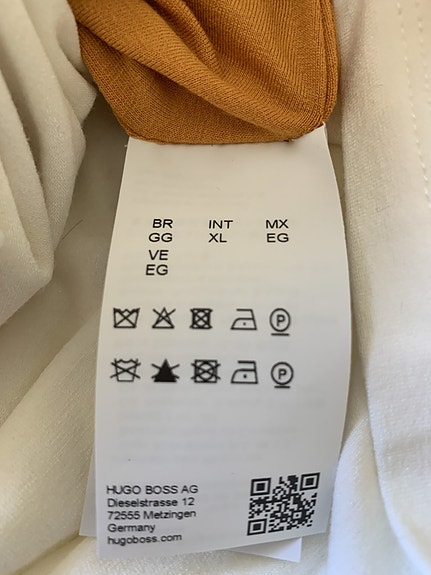 BR INT MX
GG XL EG
VE
EG
P
P
HUGO BOSS AG
Dieselstrasse 12
72555 Metzingen
Germany
hugoboss.com